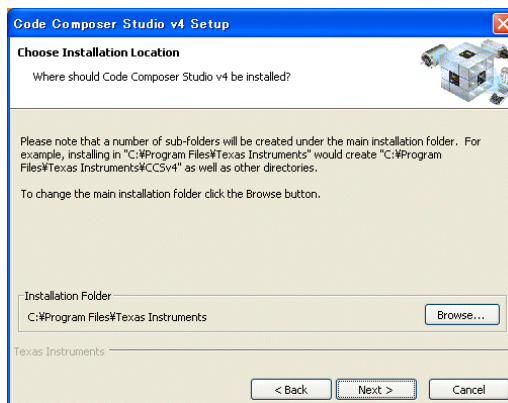 Code Composer Studio v4 Setup
Choose Installation Location
Where should Code Composer Studio v4 be installed?
Please note that a number of sub-folders will be created under the main installation folder. For
example, installing in "C:¥Program Files¥Texas Instruments" would create "C:¥Program
Files¥Texas Instruments¥CCSv4" as well as other directories.
To change the main installation folder click the Browse button.
Installation Folder
C:¥Program Files¥Texas Instruments
Browse...
Texas Instruments
< Back
Next >
Cancel